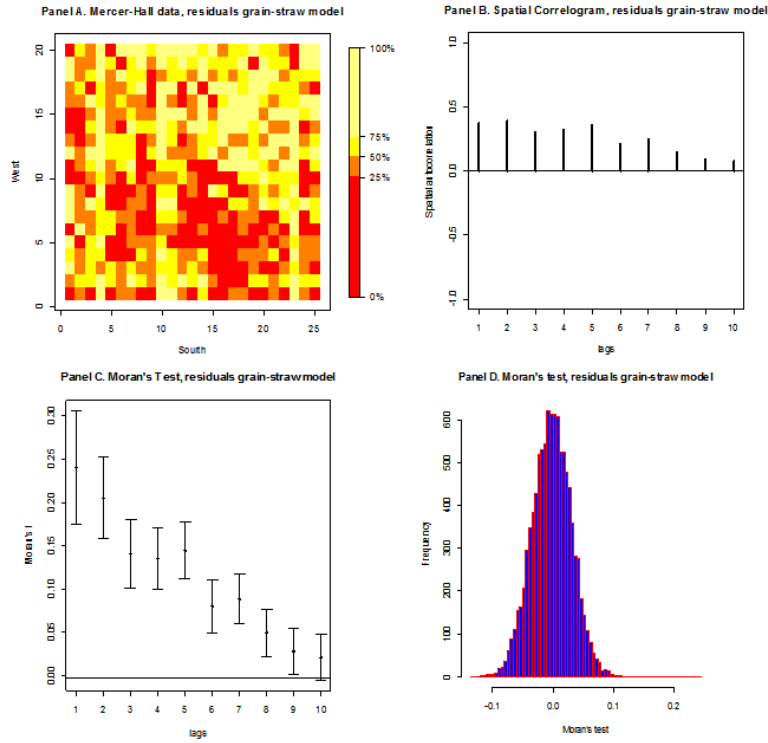 Panel A. Mercer-Hall data, residuals grain-straw model
20
15
10
5
0
West
0 5 10 15 20 25
South
100%
75%
50%
25%
0%
Panel B. Spatial Correlogram, residuals grain-straw model
1.0
0.5
0.0
-0.5
-1.0
Spatial autocorrelation
1 2 3 4 5 6 7 8 9 10
lags
Panel C. Moran's Test, residuals grain-straw model
0.30
0.25
0.20
0.15
0.10
0.05
0.00
Moran's I
1 2 3 4 5 6 7 8 9 10
lags
Panel D. Moran's test, residuals grain-straw model
600
500
400
300
200
100
0
Frequency
-0.1 0.0 0.1 0.2
Moran's test